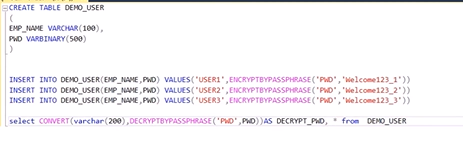 CREATE TABLE DEMO_USER
(
EMP_NAME VARCHAR(100),
PWD VARBINARY(500)
)
INSERT INTO DEMO_USER(EMP_NAME,PWD) VALUES('USER1',ENCRYPTBYPASSPHRASE('PWD','Welcome123_1'))
INSERT INTO DEMO_USER(EMP_NAME,PWD) VALUES('USER2',ENCRYPTBYPASSPHRASE('PWD','Welcome123_2'))
INSERT INTO DEMO_USER(EMP_NAME,PWD) VALUES('USER3',ENCRYPTBYPASSPHRASE('PWD','Welcome123_3'))
select CONVERT(varchar(200),DECRYPTBYPASSPHRASE('PWD',PWD))AS DECRYPT_PWD, * from  DEMO_USER